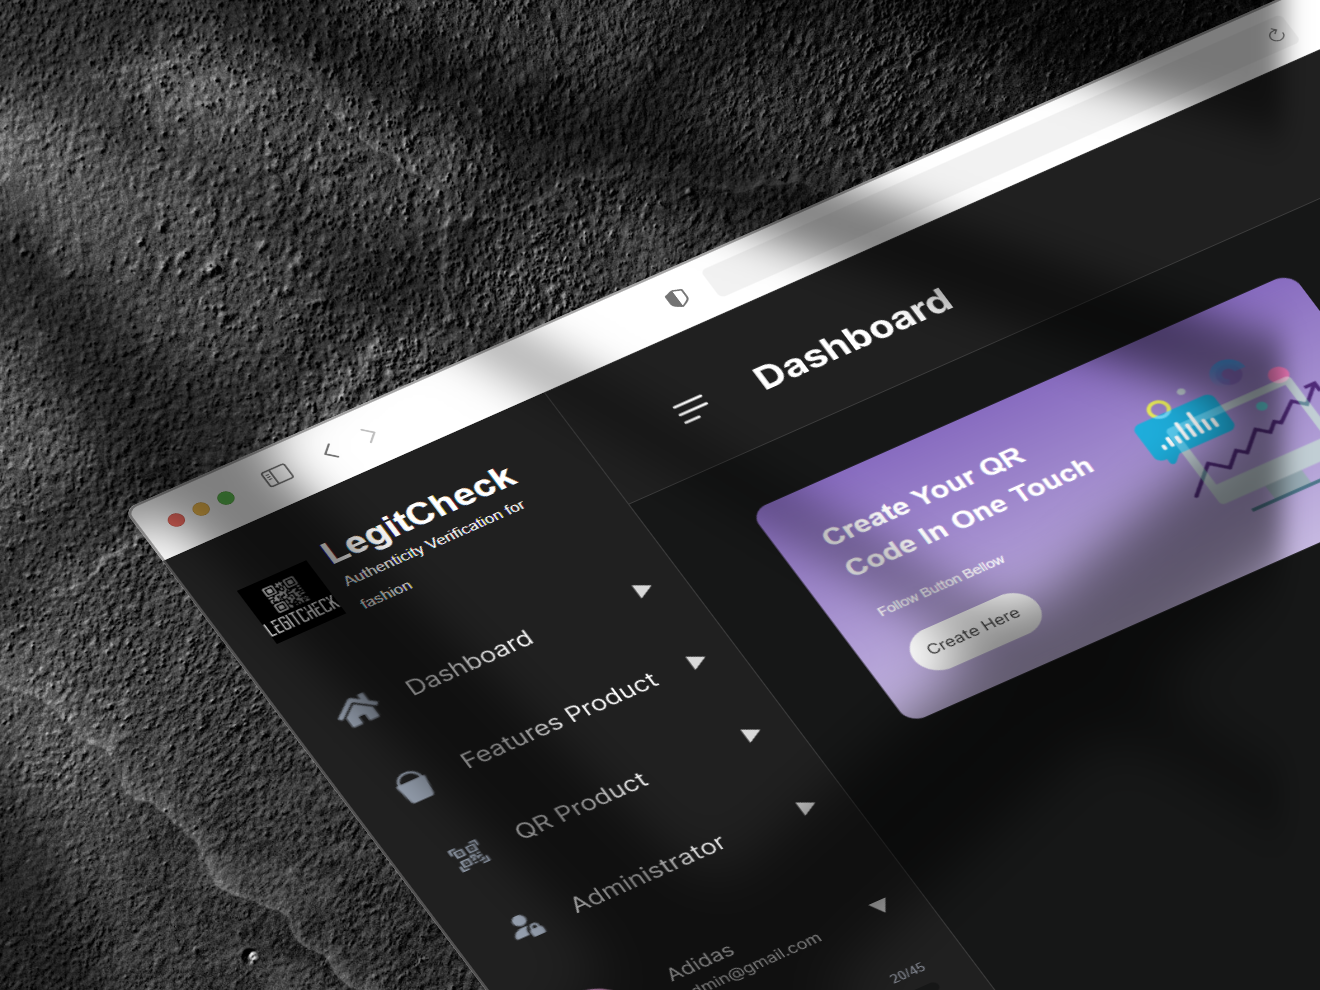 Dashboard
LegitCheck
Authenticity Verification for
fashion
LEGITCHECK
Dashboard
Features Product
QR Product
Administrator
Adidas
dmin@gmail.com
20/45
Create Your QR
Code In One Touch
Follow Button Bellow
Create Here